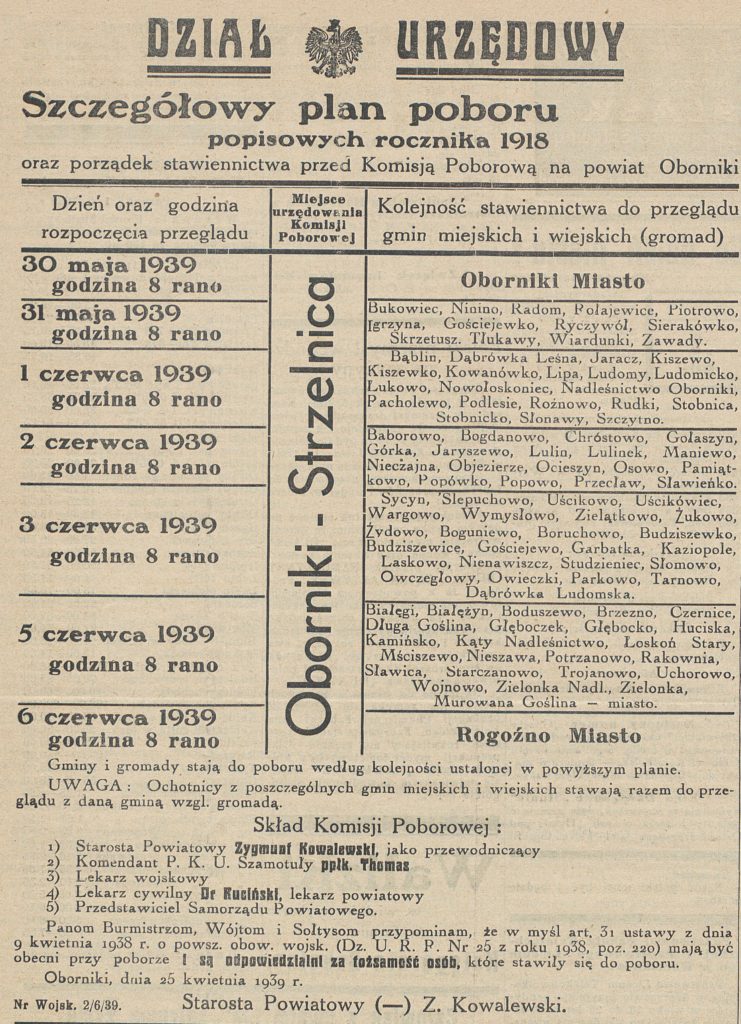 DZIAŁ URZĘDOWY
Szczegółowy plan poboru
popisowych rocznika 1918
oraz porządek stawiennictwa przed Komisją Poborową na powiat Oborniki
Dzień oraz godzina
rozpoczęcia przeglądu
Miejsce
urzędowania
Komisji
Poborowej
Kolejność stawiennictwa do przeglądu
gmin miejskich i wiejskich (gromad)
Oborniki - Strzelnica
30 maja 1939
godzina 8 rano
Oborniki Miasto
31 maja 1939
godzina 8 rano
Bukowiec, Ninino, Radom, Połajewice, Piotrowo,
Igrzyna, Gościejewko, Ryczywół, Sierakówko,
Skrzetusz. Tłukawy, Wiardunki, Zawady.
1 czerwca 1939
godzina 8 rano
Bąblin, Dąbrówka Leśna, Jaracz, Kiszewo,
Kiszewko, Kowanówko, Lipa, Ludomy, Ludomicko,
Łukowo, Nowołoskoniec, Nadleśnictwo Oborniki,
Pacholewo, Podlesie, Rożnowo, Rudki, Stobnica,
Stobnicko, Słonawy, Szczytno.
2 czerwca 1939
godzina 8 rano
Baborowo, Bogdanowo, Chróstowo, Gołaszyn,
Górka, Jaryszewo, Lulin, Lulinek, Maniewo,
Nieczajna, Objezierze, Ocieszyn, Osowo, Pamiąt-
kowo, Popówko, Popowo, Przecław, Sławieńko.
3 czerwca 1939
godzina 8 rano
Sycyn, Slepuchowo, Uścikowo, Uścikówiec,
Wargowo, Wymysłowo, Zielątkowo, Żukowo,
Żydowo, Boguniewo, Boruchowo, Budziszewko,
Budziszewice, Gościejewo, Garbatka, Kaziopole,
Laskowo, Nienawiszcz, Studzieniec, Słomowo,
Owczegłowy, Owieczki, Parkowo, Tarnowo,
Dąbrówka Ludomska.
5 czerwca 1939
godzina 8 rano
Białęgi, Białężyn, Boduszewo, Brzezno, Czernice,
Długa Goślina, Głęboczek, Głębocko, Huciska,
Kamińsko, Kąty Nadleśnictwo, Łoskoń Stary,
Mściszewo, Nieszawa, Potrzanowo, Rakownia,
Sławica, Starczanowo, Trojanowo, Uchorowo,
Wojnowo, Zielonka Nadl., Zielonka,
Murowana Goślina — miasto.
6 czerwca 1939
godzina 8 rano
Rogoźno Miasto
Gminy i gromady stają do poboru według kolejności ustalonej w powyższym planie.
UWAGA : Ochotnicy z poszczególnych gmin miejskich i wiejskich stawają razem do prze-
glądu z daną gminą wzgl. gromadą.
Skład Komisji Poborowej :
1) Starosta Powiatowy Zygmunt Kowalewski, jako przewodniczący
2) Komendant P. K. U. Szamotuły ppłk. Thomas
3) Lekarz wojskowy
4) Lekarz cywilny Dr Ruciński, lekarz powiatowy
5) Przedstawiciel Samorządu Powiatowego.
Panom Burmistrzom, Wójtom i Sołtysom przypominam, że w myśl art. 31 ustawy z dnia
9 kwietnia 1938 r. o powsz. obow. wojsk. (Dz. U. R. P. Nr 25 z roku 1938, poz. 220) mają być
obecni przy poborze i są odpowiedzialni za tożsamość osób, które stawiły się do poboru.
Oborniki, dnia 25 kwietnia 1939 r.
Nr Wojsk. 2/6/39. Starosta Powiatowy (—) Z. Kowalewski.